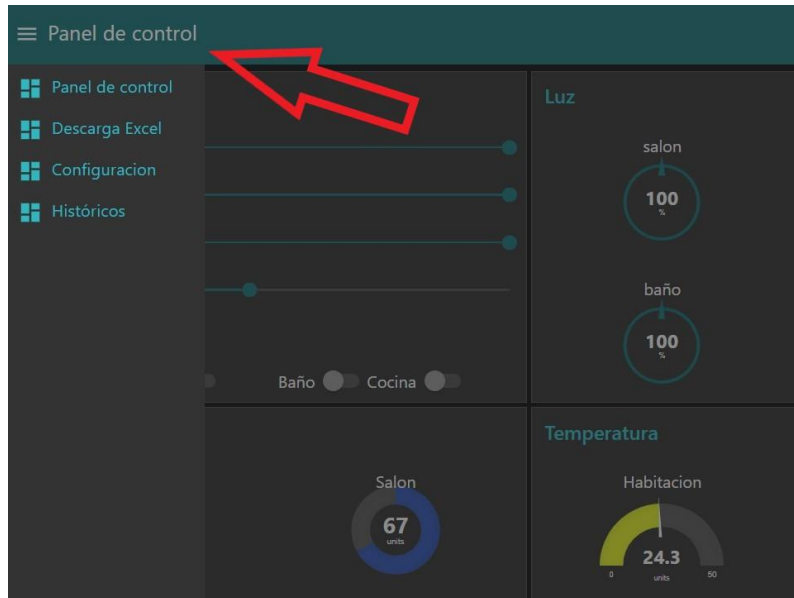 Panel de control
Panel de control
Descarga Excel
Configuracion
Históricos
Luz
salon
100
%
baño
100
%
Baño Cocina
Salon
67
units
Temperatura
Habitacion
24.3
0 units 50